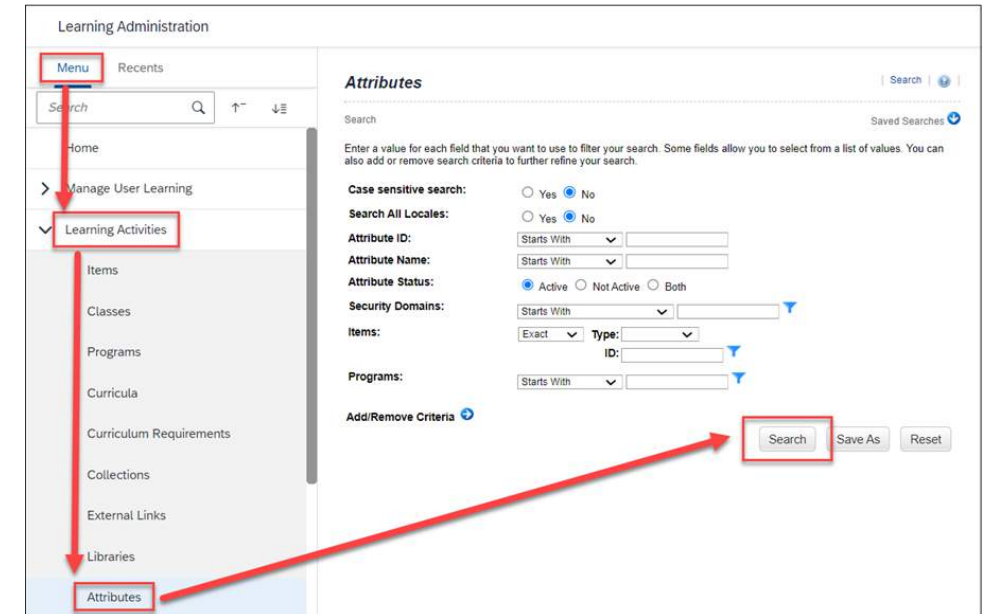 Learning Administration
Menu Recents
Search
Home
Manage User Learning
Learning Activities
Items
Classes
Programs
Curricula
Curriculum Requirements
Collections
External Links
Libraries
Attributes
Attributes
| Search | |
Search Saved Searches
Enter a value for each field that you want to use to filter your search. Some fields allow you to select from a list of values. You can
also add or remove search criteria to further refine your search.
Case sensitive search: Yes No
Search All Locales: Yes No
Attribute ID: Starts With
Attribute Name: Starts With
Attribute Status: Active Not Active Both
Security Domains: Starts With
Items: Exact Type:
ID:
Programs: Starts With
Add/Remove Criteria
Search Save As Reset